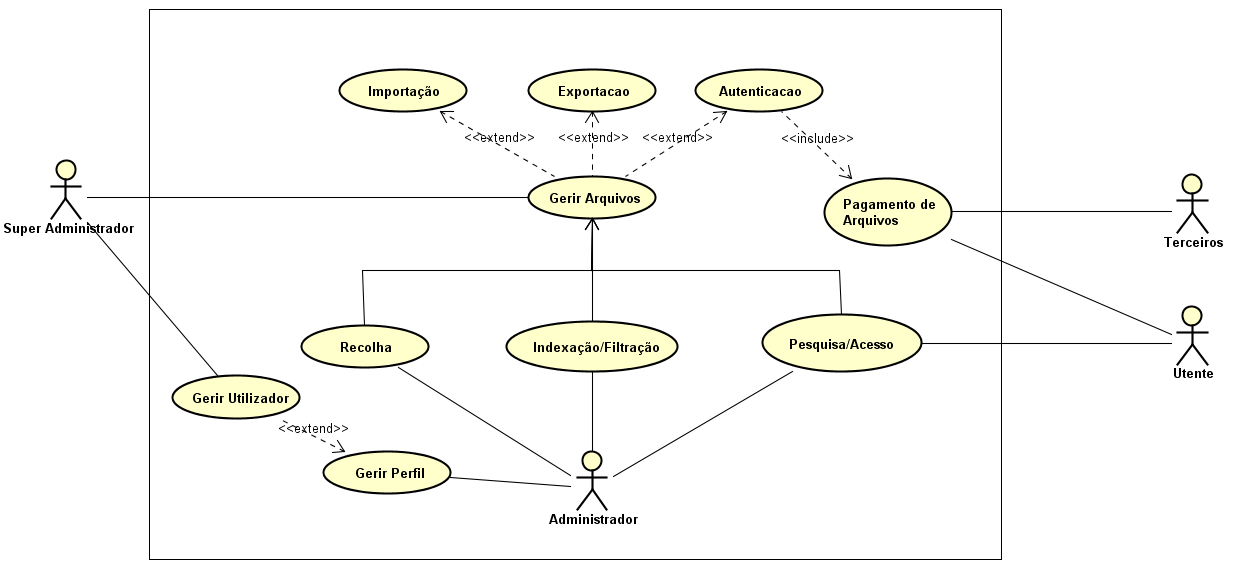 Importação
Exportacao
Autenticacao
<<extend>>
<<extend>>
<<extend>>
<<include>>
Gerir Arquivos
Pagamento de
Arquivos
Super Administrador
Terceiros
Recolha
Indexação/Filtração
Pesquisa/Acesso
Utente
Gerir Utilizador
<<extend>>
Gerir Perfil
Administrador